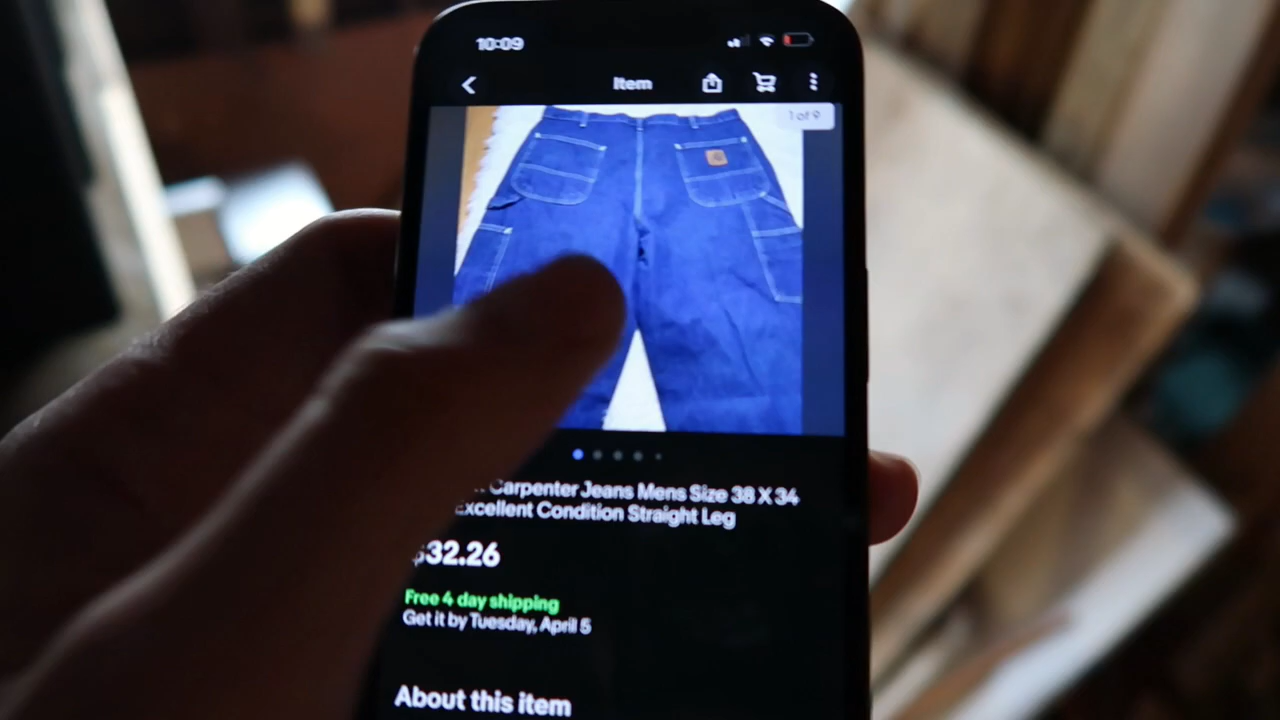 10:09
Item
1 of 9
Carpenter Jeans Mens Size 38 X 34
Excellent Condition Straight Leg
$32.26
Free 4 day shipping
Get it by Tuesday, April 5
About this item